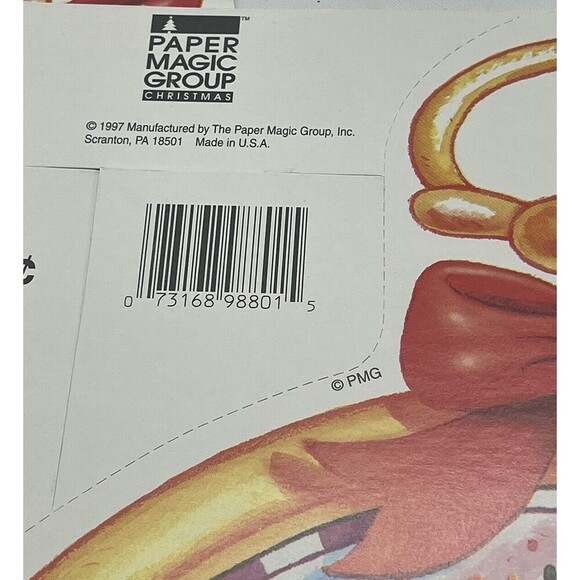 PAPER
MAGIC
GROUP™
CHRISTMAS
© 1997 Manufactured by The Paper Magic Group, Inc.
Scranton, PA 18501 Made in U.S.A.
¢
0 73168 98801 5
© PMG